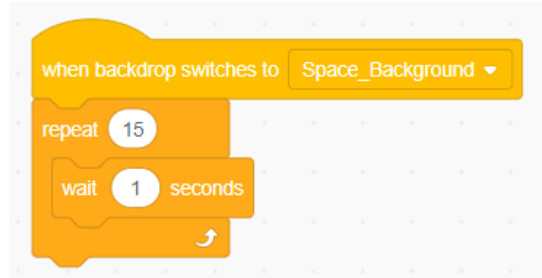 when backdrop switches to Space_Background
repeat 15
wait 1 seconds